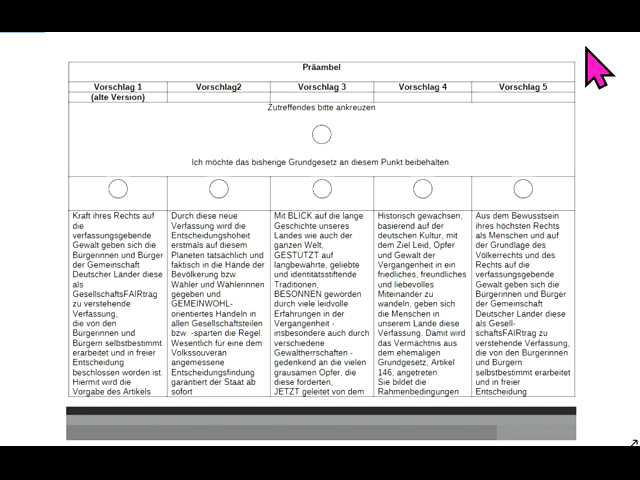 Präambel
Vorschlag 1
(alte Version)
Vorschlag2
Vorschlag 3
Vorschlag 4
Vorschlag 5
Zutreffendes bitte ankreuzen
Ich möchte das bisherige Grundgesetz an diesem Punkt beibehalten.
Kraft ihres Rechts auf
die
verfassungsgebende
Gewalt geben sich die
Bürgerinnen und Bürger
der Gemeinschaft
Deutscher Länder diese
als
GesellschaftsFAIRtrag
zu verstehende
Verfassung,
die von den
Bürgerinnen und
Bürgern selbstbestimmt
erarbeitet und in freier
Entscheidung
beschlossen worden ist.
Hiermit wird die
Vorgabe des Artikels
Durch diese neue
Verfassung wird die
Entscheidungshoheit
erstmals auf diesem
Planeten tatsächlich und
faktisch in die Hande der
Bevölkerung bzw.
Wähler und Wählerinnen
gegeben und
GEMEINWOHL-
orientiertes Handeln in
allen Gesellschaftsteilen
bzw. -sparten die Regel.
Wesentlich für eine dem
Volkssouverän
angemessene
Entscheidungsfindung
garantiert der Staat ab
sofort
Mit BLICK auf die lange
Geschichte unseres
Landes wie auch der
ganzen Welt,
GESTÜTZT auf
langbewährte, geliebte
und identitätsstiftende
Traditionen,
BESONNEN geworden
durch viele leidvolle
Erfahrungen in der
Vergangenheit -
insbesondere auch durch
verschiedene
Gewaltherrschaften -
gedenkend an die vielen
grausamen Opfer, die
diese forderten,
JETZT geleitet von dem
Historisch gewachsen,
basierend auf der
deutschen Kultur, mit
dem Ziel Leid, Opfer
und Gewalt der
Vergangenheit in ein
friedliches, freundliches
und liebevolles
Miteinander zu
wandeln, geben sich
die Menschen in
unserem Lande diese
Verfassung. Damit wird
das Vermächtnis aus
dem ehemaligen
Grundgesetz, Artikel
146, angetreten.
Sie bildet die
Rahmenbedingungen
Aus dem Bewusstsein
ihres höchsten Rechts
als Menschen und auf
der Grundlage des
Völkerrechts und des
Rechts auf die
verfassungsgebende
Gewalt geben sich die
Bürgerinnen und Bürger
der Gemeinschaft
Deutscher Länder diese
als Gesell-
schaftsFAIRtrag zu
verstehende Verfassung,
die von den Bürgerinnen
und Bürgern
selbstbestimmt erarbeitet
und in freier
Entscheidung